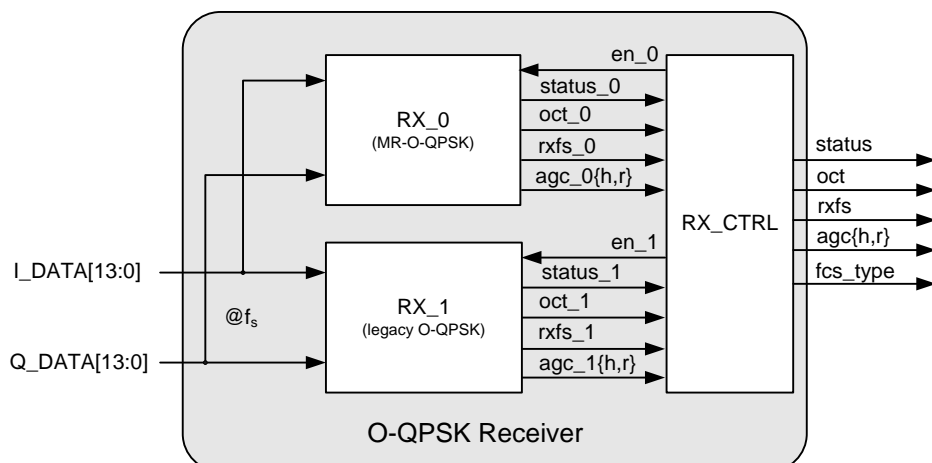 en_0
status_0
oct_0
rxfs_0
agc_0{h,r}
RX_0
(MR-O-QPSK)
RX_CTRL
status
oct
rxfs
agc{h,r}
fcs_type
I_DATA[13:0]
@fs
Q_DATA[13:0]
en_1
status_1
oct_1
rxfs_1
agc_1{h,r}
RX_1
(legacy O-QPSK)
O-QPSK Receiver